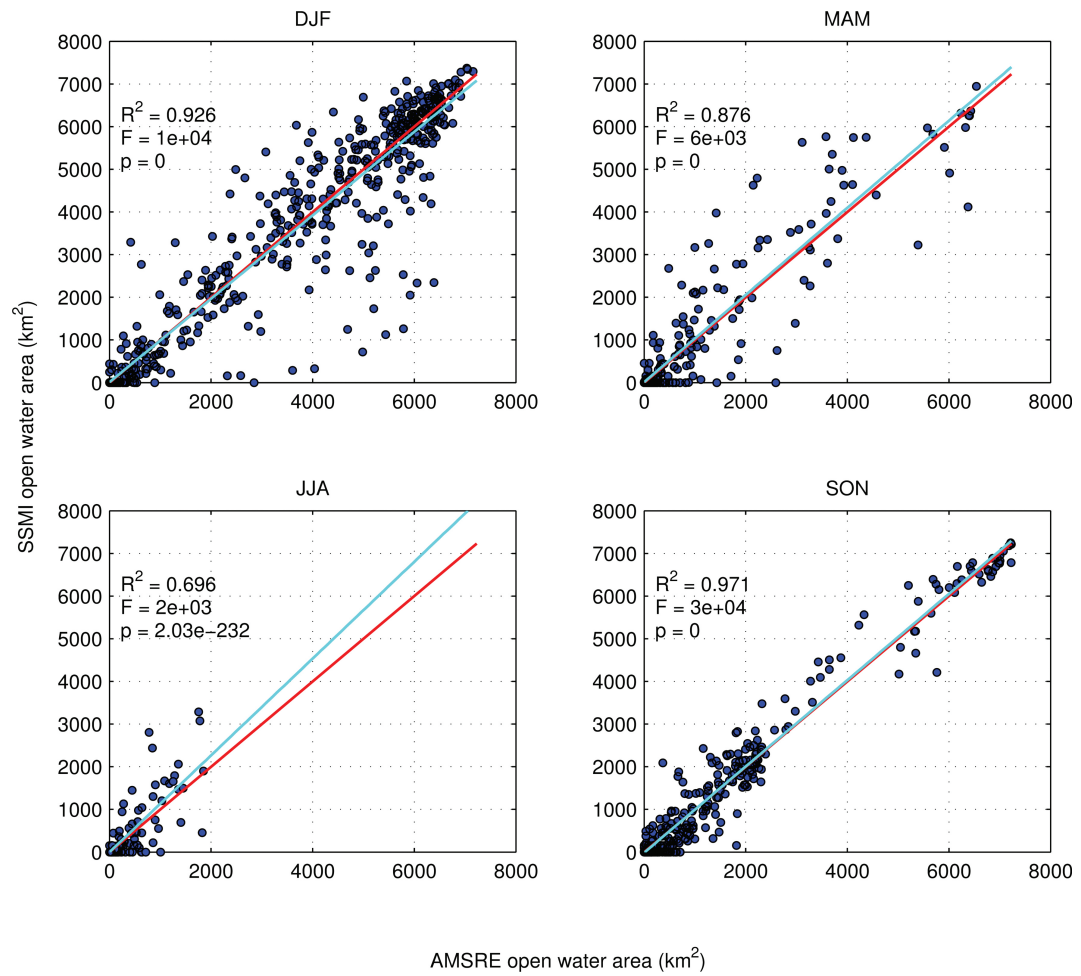 DJF
8000
7000
6000
5000
4000
3000
2000
1000
0
R² = 0.926
F = 1e+04
p = 0
0 2000 4000 6000 8000
MAM
8000
7000
6000
5000
4000
3000
2000
1000
0
R² = 0.876
F = 6e+03
p = 0
0 2000 4000 6000 8000
SSMI open water area (km²)
JJA
8000
7000
6000
5000
4000
3000
2000
1000
0
R² = 0.696
F = 2e+03
p = 2.03e−232
0 2000 4000 6000 8000
SON
8000
7000
6000
5000
4000
3000
2000
1000
0
R² = 0.971
F = 3e+04
p = 0
0 2000 4000 6000 8000
AMSRE open water area (km²)